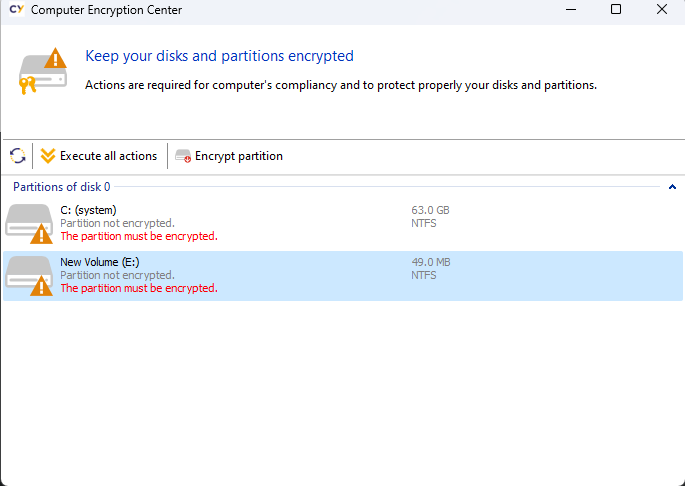 CY Computer Encryption Center
Keep your disks and partitions encrypted
Actions are required for computer's compliancy and to protect properly your disks and partitions.
Execute all actions Encrypt partition
Partitions of disk 0
C: (system) 63.0 GB
Partition not encrypted. NTFS
The partition must be encrypted.
New Volume (E:) 49.0 MB
Partition not encrypted. NTFS
The partition must be encrypted.